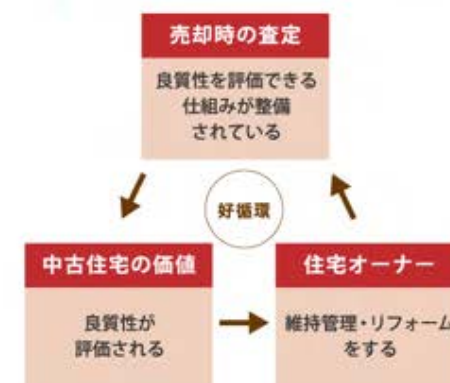 売却時の査定
良質性を評価できる
仕組みが整備
されている
好循環
中古住宅の価値
良質性が
評価される
住宅オーナー
維持管理・リフォーム
をする